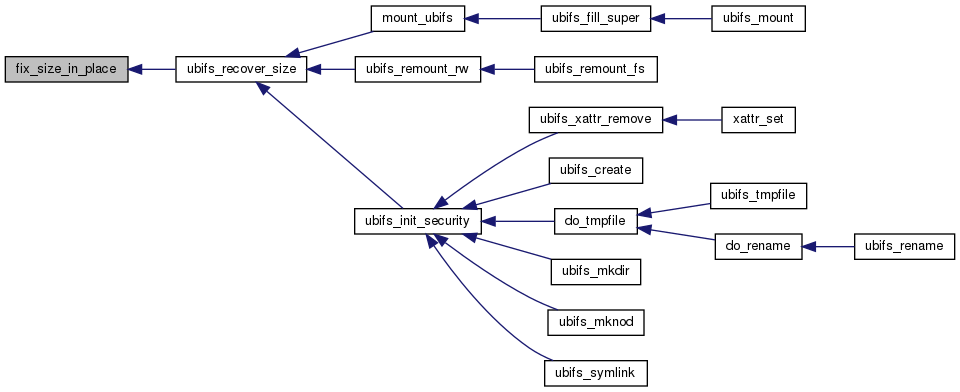 mount_ubifs
ubifs_fill_super
ubifs_mount
fix_size_in_place
ubifs_recover_size
ubifs_remount_rw
ubifs_remount_fs
ubifs_xattr_remove
xattr_set
ubifs_create
ubifs_tmpfile
ubifs_init_security
do_tmpfile
do_rename
ubifs_rename
ubifs_mkdir
ubifs_mknod
ubifs_symlink